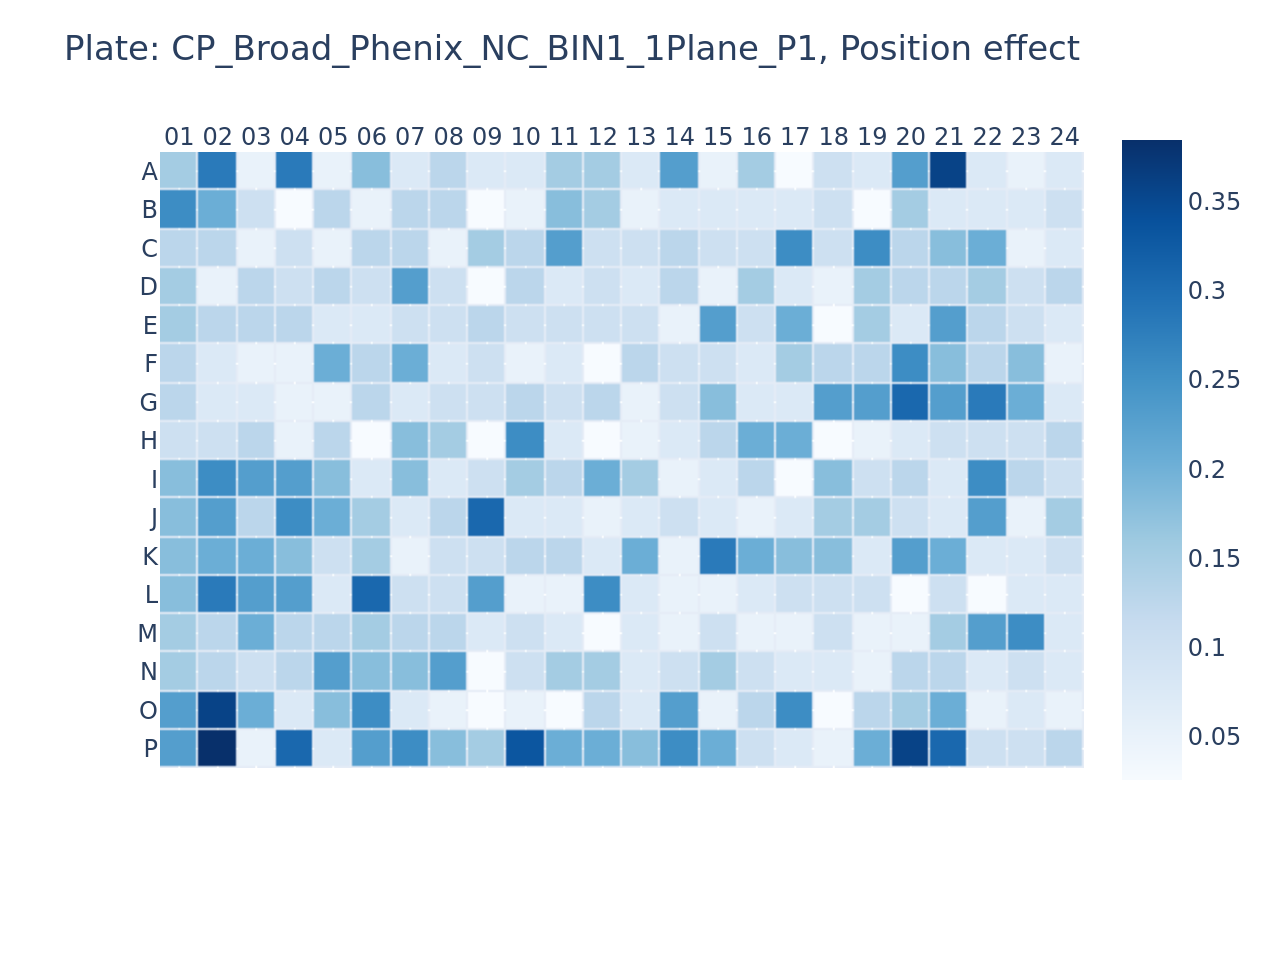 Plate: CP_Broad_Phenix_NC_BIN1_1Plane_P1, Position effect
01 02 03 04 05 06 07 08 09 10 11 12 13 14 15 16 17 18 19 20 21 22 23 24
A
B
C
D
E
F
G
H
I
J
K
L
M
N
O
P
0.35
0.3
0.25
0.2
0.15
0.1
0.05